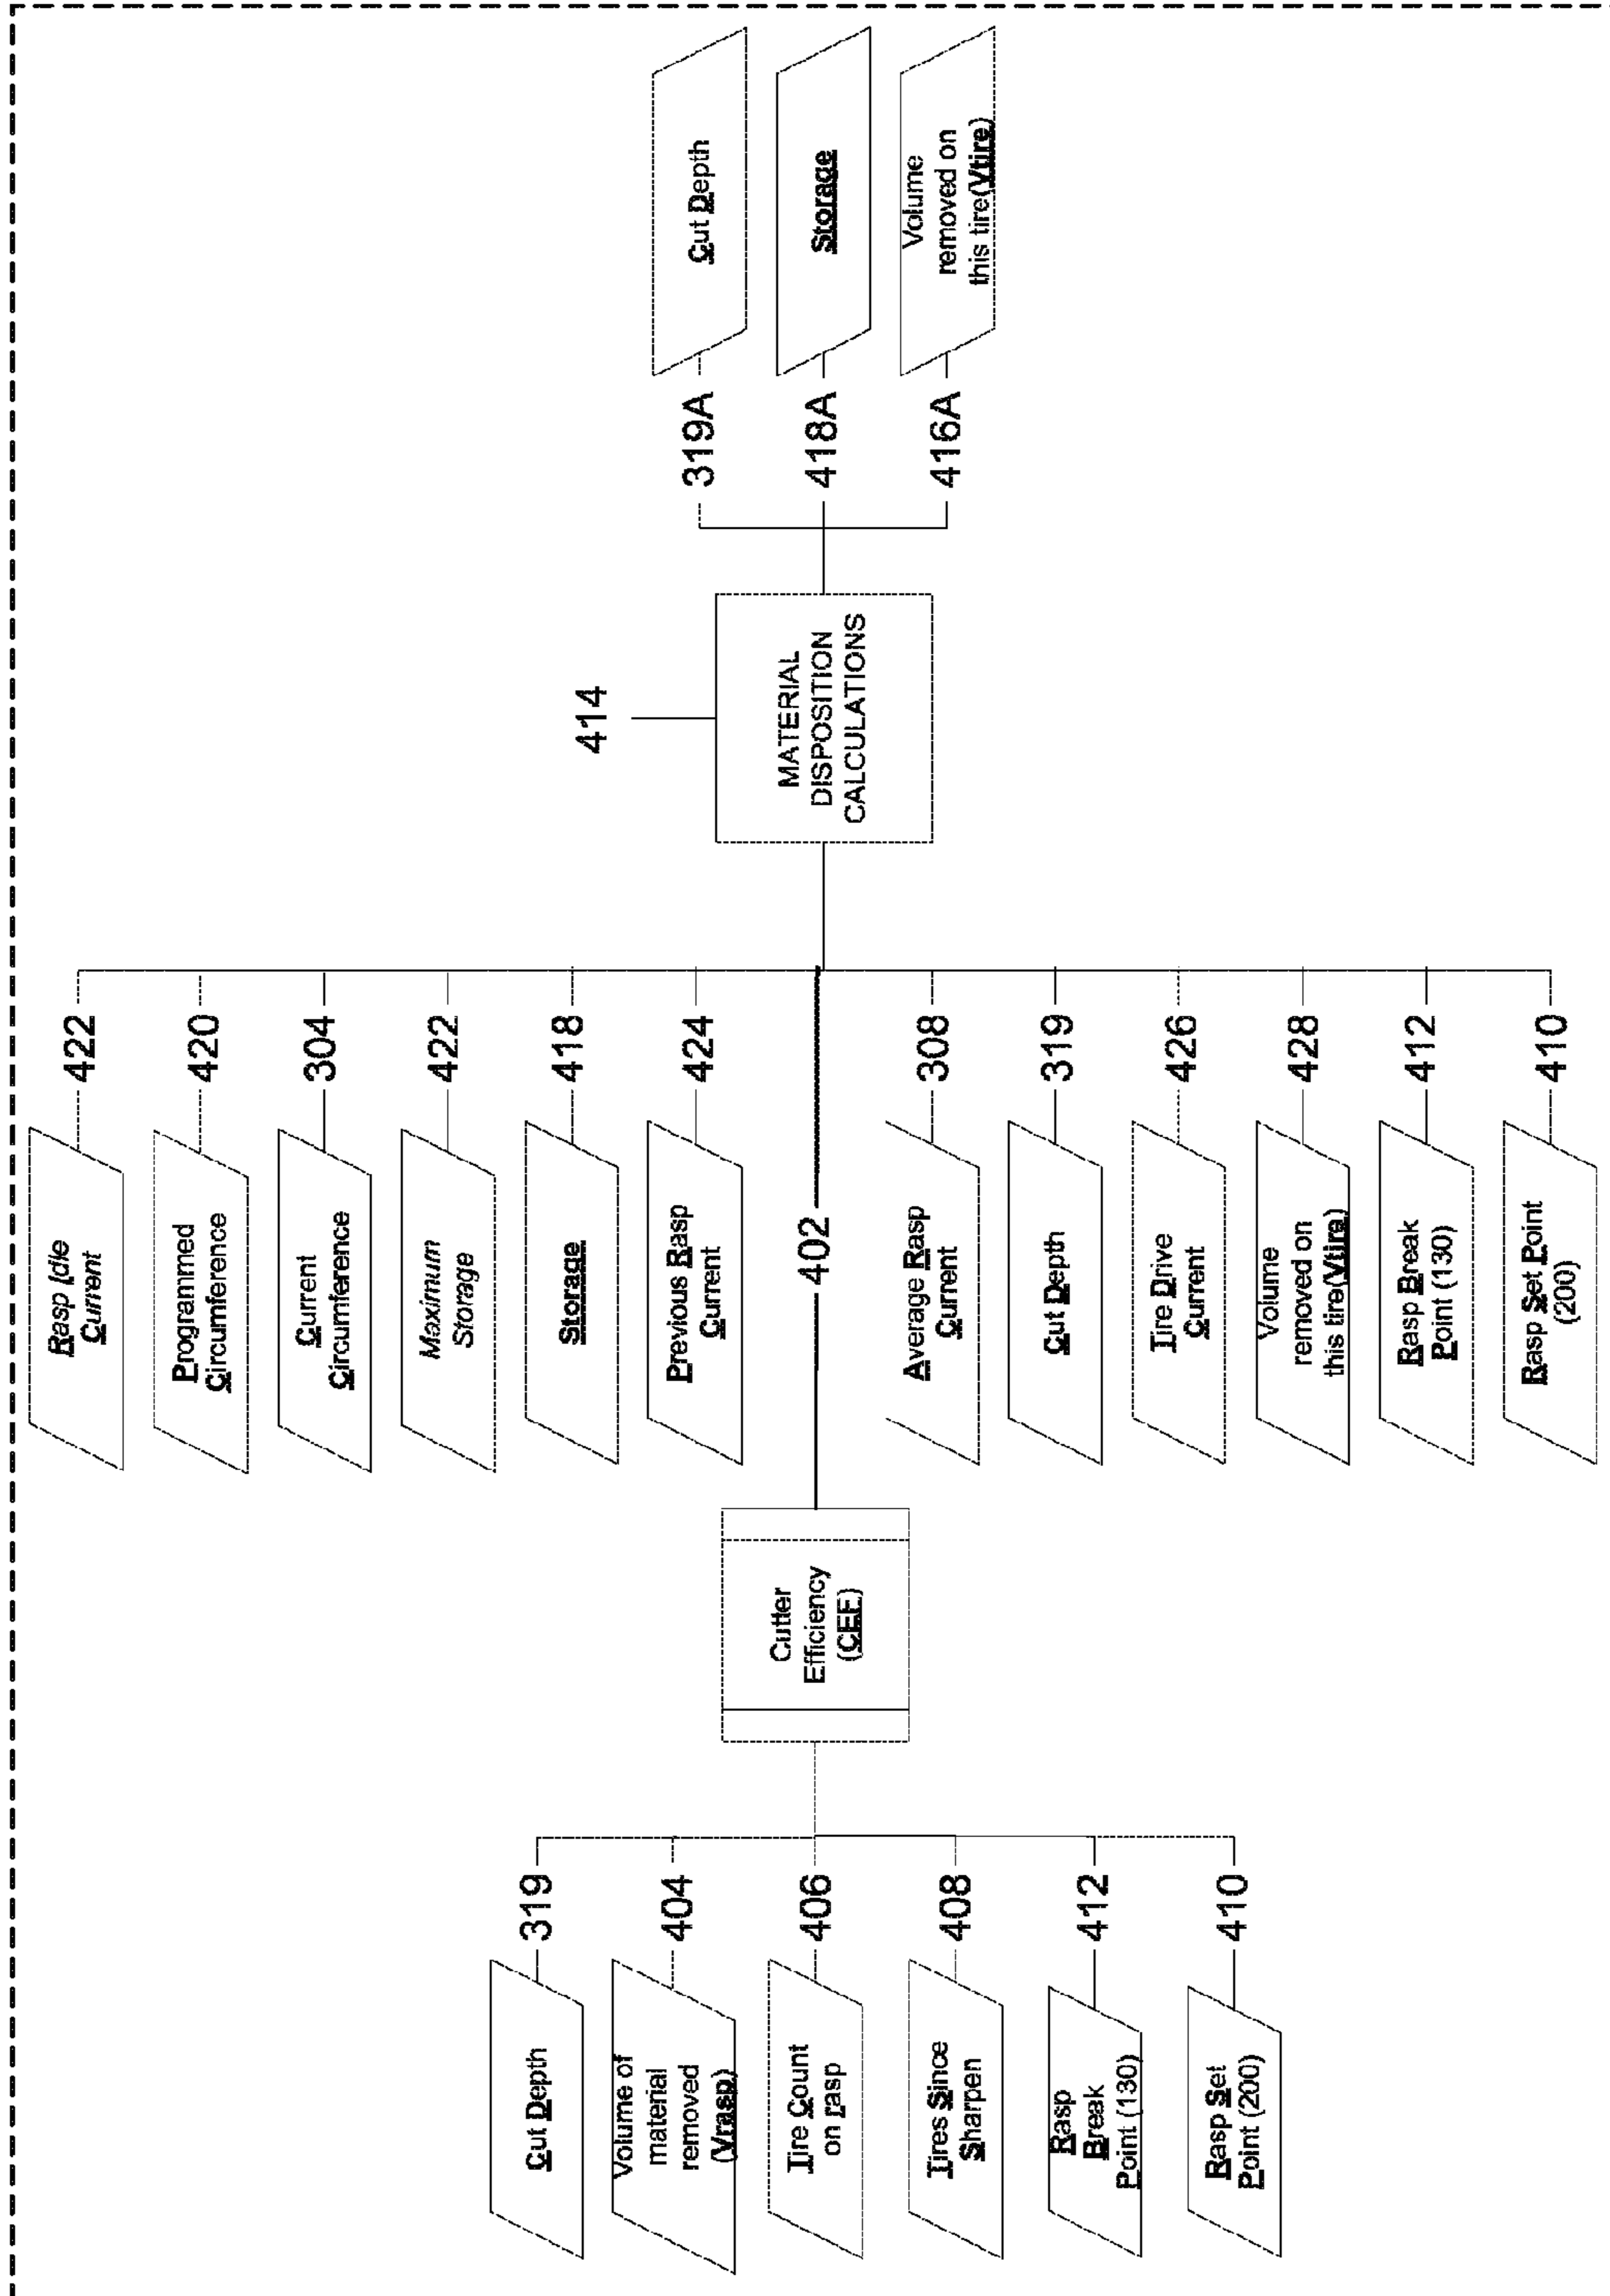 Cut Depth
319
Volume of
material
removed
(Vrasp)
404
Tire Count
on rasp
406
Tires Since
Sharpen
408
Rasp
Break
Point (130)
412
Rasp Set
Point (200)
410
Cutter
Efficiency
(CEF)
402
Rasp Idle
Current
422
Programmed
Circumference
420
Current
Circumference
304
Maximum
Storage
422
Storage
418
Previous Rasp
Current
424
Average Rasp
Current
308
Cut Depth
319
Tire Drive
Current
426
Volume
removed on
this tire(Vtire)
428
Rasp Break
Point (130)
412
Rasp Set Point
(200)
410
414
MATERIAL
DISPOSITION
CALCULATIONS
319A
Cut Depth
418A
Storage
416A
Volume
removed on
this tire(Vtire)